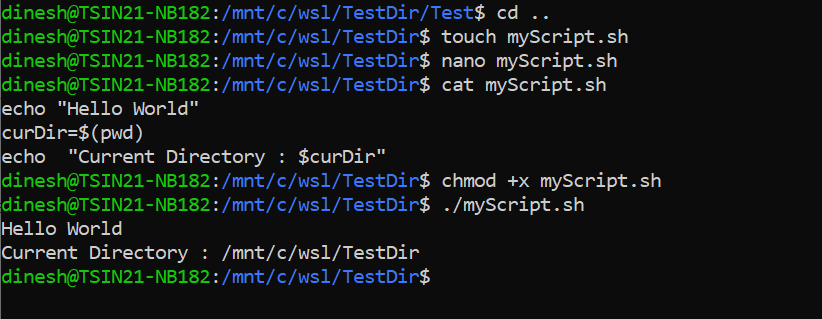 dinesh@TSIN21-NB182:/mnt/c/wsl/TestDir/Test$ cd ..
dinesh@TSIN21-NB182:/mnt/c/wsl/TestDir$ touch myScript.sh
dinesh@TSIN21-NB182:/mnt/c/wsl/TestDir$ nano myScript.sh
dinesh@TSIN21-NB182:/mnt/c/wsl/TestDir$ cat myScript.sh
echo "Hello World"
curDir=$(pwd)
echo  "Current Directory : $curDir"
dinesh@TSIN21-NB182:/mnt/c/wsl/TestDir$ chmod +x myScript.sh
dinesh@TSIN21-NB182:/mnt/c/wsl/TestDir$ ./myScript.sh
Hello World
Current Directory : /mnt/c/wsl/TestDir
dinesh@TSIN21-NB182:/mnt/c/wsl/TestDir$